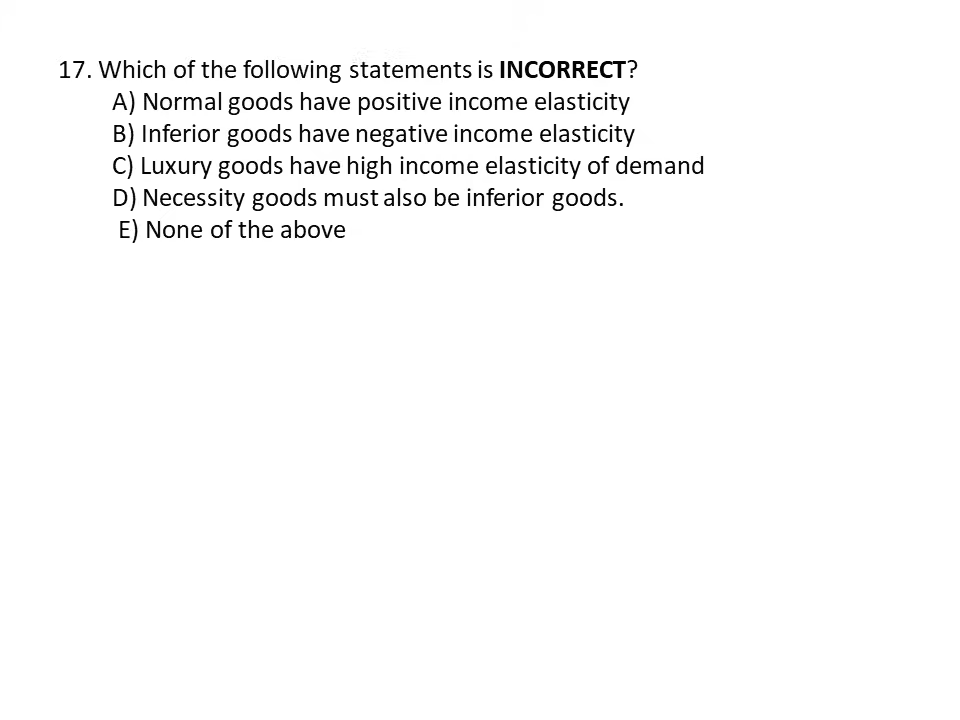 17. Which of the following statements is INCORRECT?
A) Normal goods have positive income elasticity
B) Inferior goods have negative income elasticity
C) Luxury goods have high income elasticity of demand
D) Necessity goods must also be inferior goods.
E) None of the above